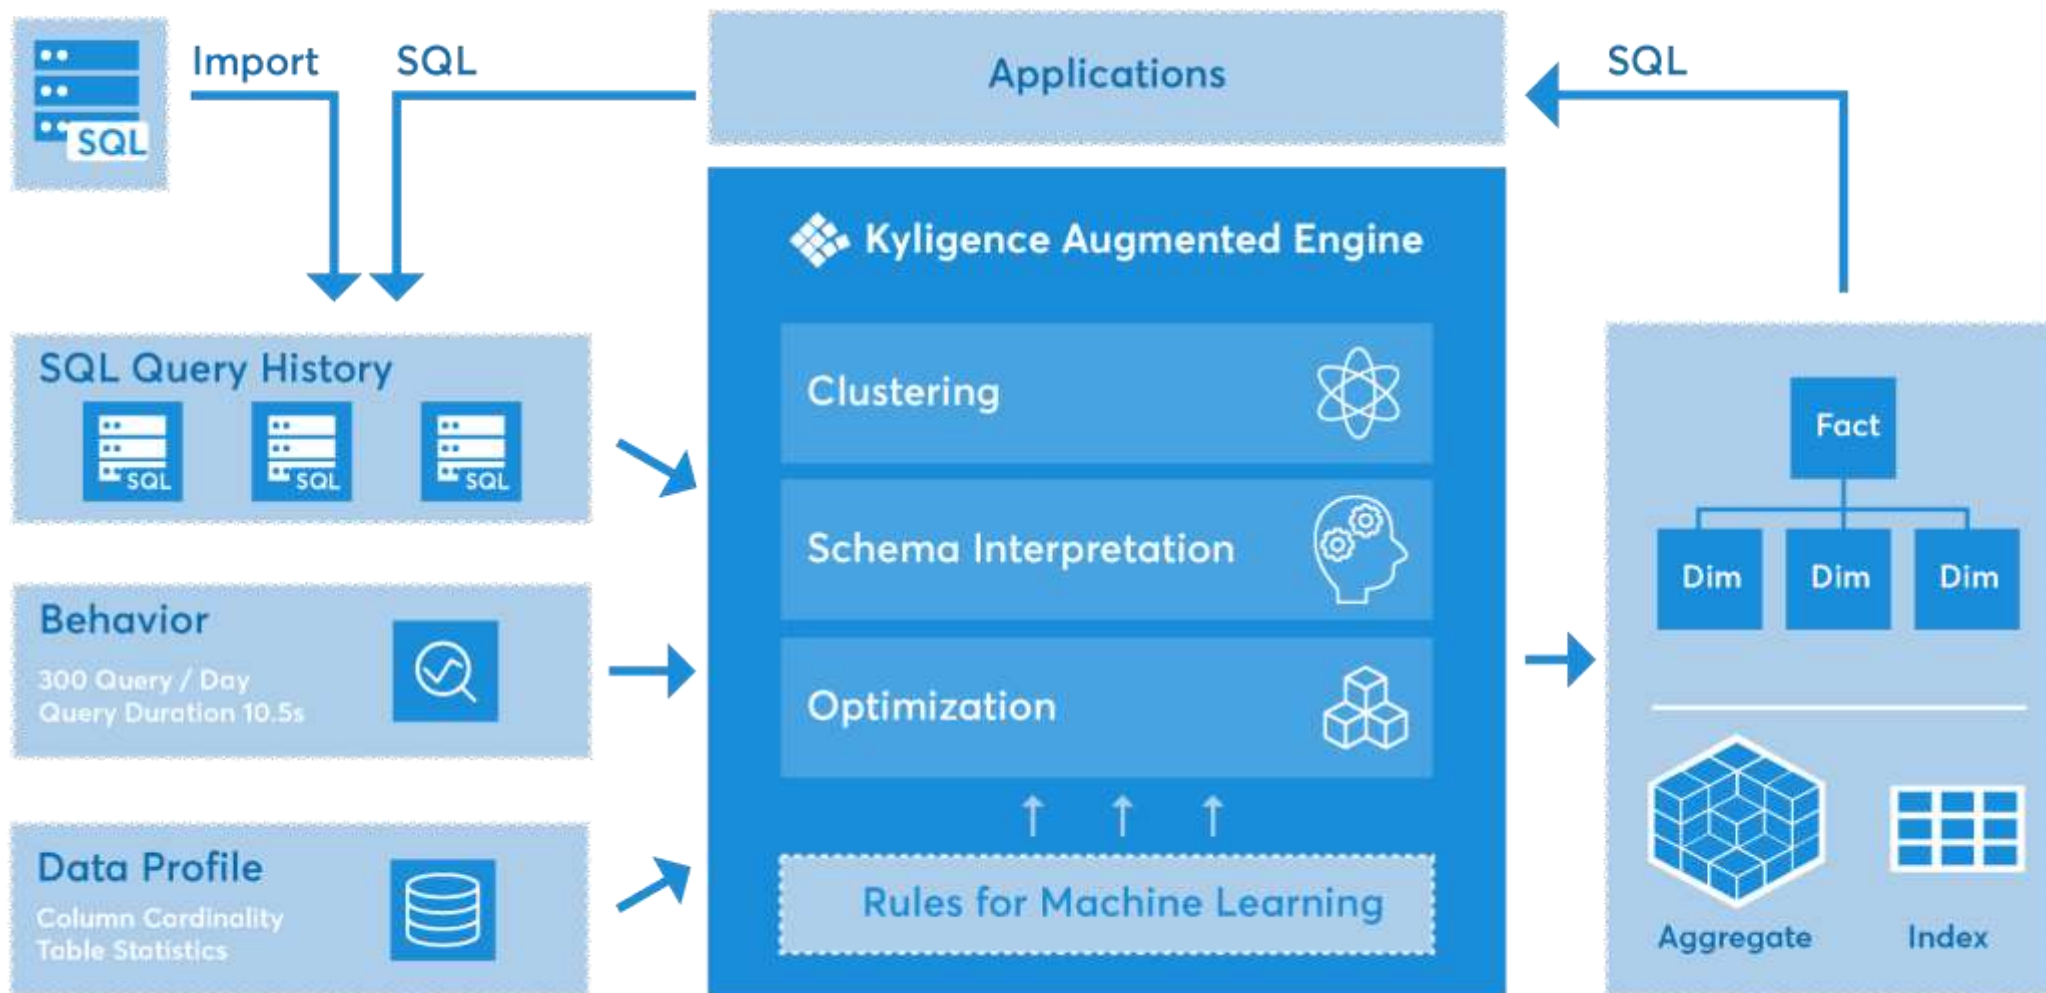 SQL
Import
SQL
Applications
SQL
Kyligence Augmented Engine
SQL Query History
SQL
SQL
SQL
Behavior
300 Query / Day
Query Duration 10.5s
Data Profile
Column Cardinality
Table Statistics
Clustering
Schema Interpretation
Optimization
Rules for Machine Learning
Fact
Dim
Dim
Dim
Aggregate
Index